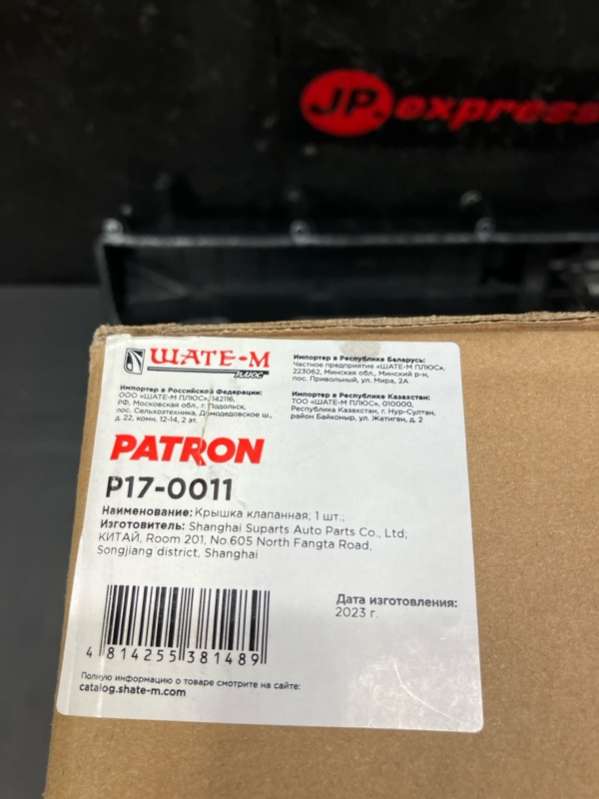 JP.express
ШАТЕ-М
ПЛЮС
Импортер в Российской Федерации:
ООО «ШАТЕ-М ПЛЮС», 142116,
РФ, Московская обл., г. Подольск,
пос. Сельхозтехника, Домодедовское ш.,
д. 22, комн. 12-14, 2 эт.
Импортер в Республике Беларусь:
Частное предприятие «ШАТЕ-М ПЛЮС»,
223062, Минская обл., Минский р-н,
пос. Привольный, ул. Мира, 2А
Импортер в Республике Казахстан:
ТОО «ШАТЕ-М ПЛЮС», 010000,
Республика Казахстан, г. Нур-Султан,
район Байконыр, ул. Жатиган, д. 2
PATRON
P17-0011
Наименование: Крышка клапанная; 1 шт.,
Изготовитель: Shanghai Suparts Auto Parts Co., Ltd;
КИТАЙ, Room 201, No.605 North Fangta Road,
Songjiang district, Shanghai
Дата изготовления:
2023 г.
4 814255 381489
Полную информацию о товаре смотрите на сайте:
catalog.shate-m.com